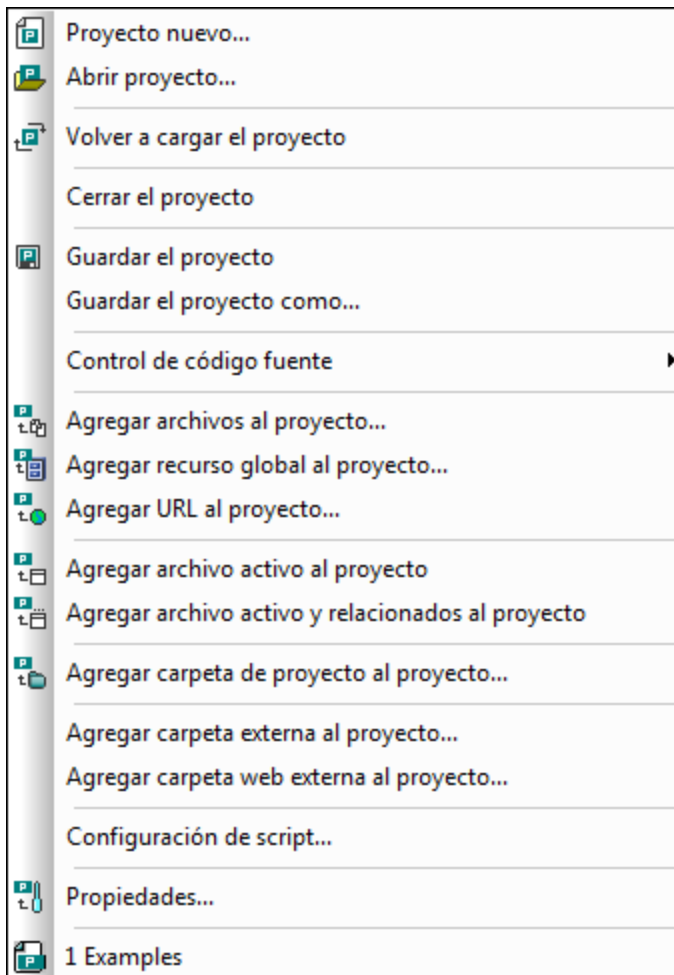 Proyecto nuevo...
Abrir proyecto...
Volver a cargar el proyecto
Cerrar el proyecto
Guardar el proyecto
Guardar el proyecto como...
Control de código fuente
Agregar archivos al proyecto...
Agregar recurso global al proyecto...
Agregar URL al proyecto...
Agregar archivo activo al proyecto
Agregar archivo activo y relacionados al proyecto
Agregar carpeta de proyecto al proyecto...
Agregar carpeta externa al proyecto...
Agregar carpeta web externa al proyecto...
Configuración de script...
Propiedades...
1 Examples